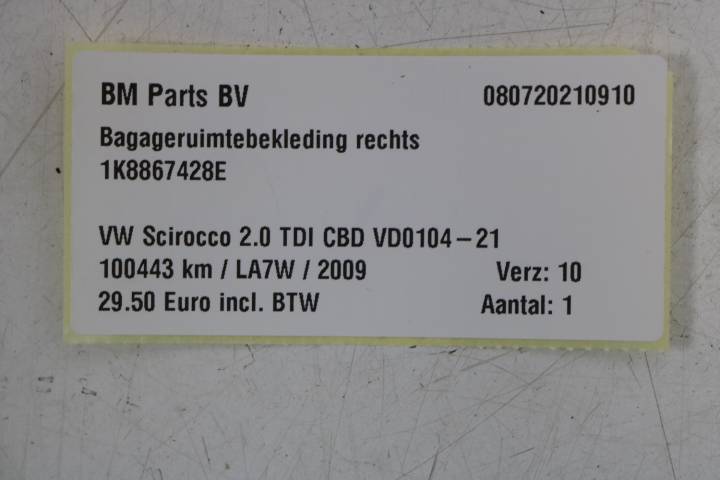 BM Parts BV 080720210910
Bagageruimtebekleding rechts
1K8867428E
VW Scirocco 2.0 TDI CBD VD0104-21
100443 km / LA7W / 2009 Verz: 10
29.50 Euro incl. BTW Aantal: 1